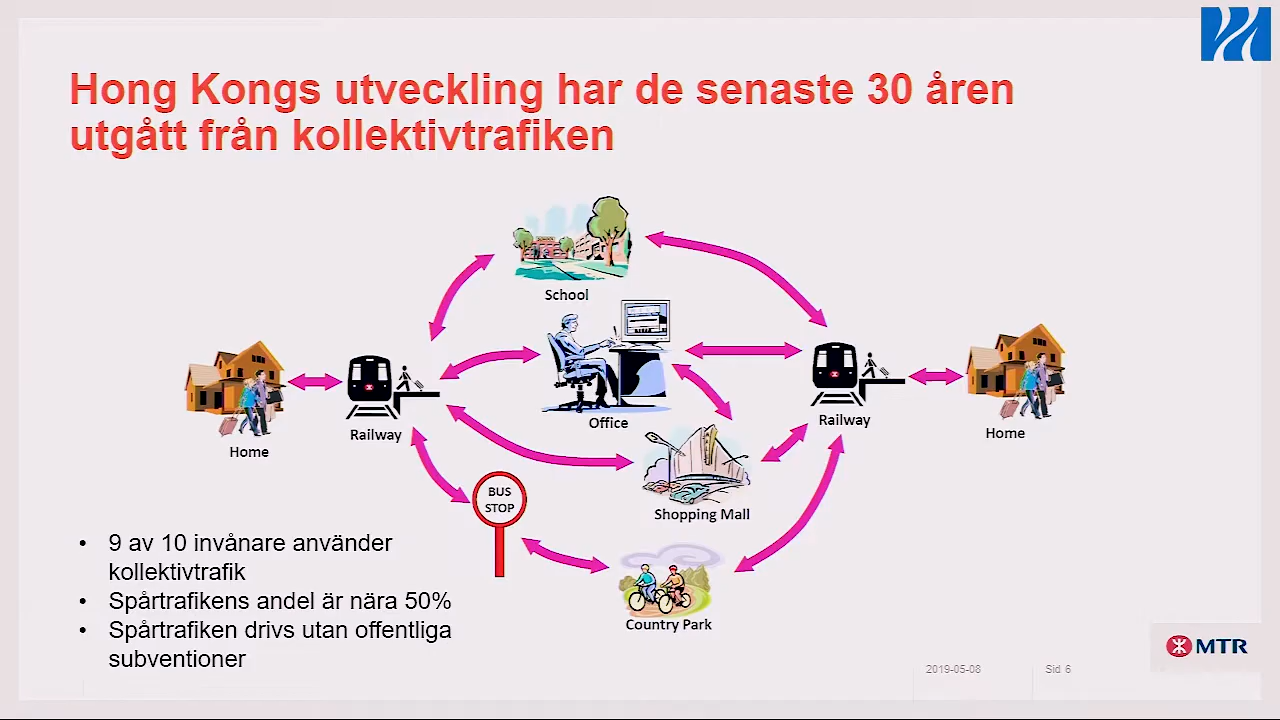 Hong Kongs utveckling har de senaste 30 åren
utgått från kollektivtrafiken
School
Office
Home
Railway
Railway
Home
BUS
STOP
Shopping Mall
Country Park
• 9 av 10 invånare använder
kollektivtrafik
• Spårtrafikens andel är nära 50%
• Spårtrafiken drivs utan offentliga
subventioner
MTR
2019-05-08
Sid 6